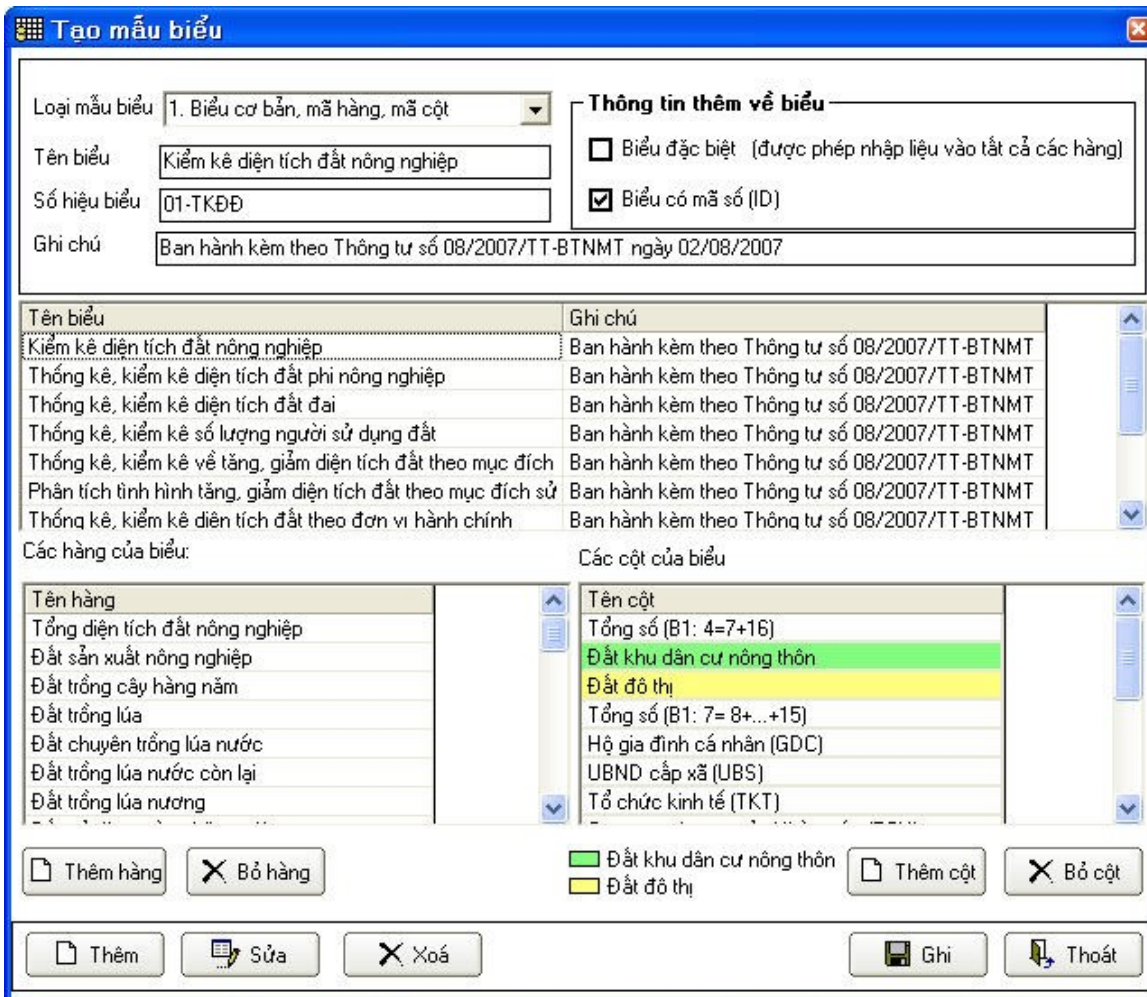 Tạo mẫu biểu
Loại mẫu biểu 1. Biểu cơ bản, mã hàng, mã cột
Tên biểu Kiểm kê diện tích đất nông nghiệp
Số hiệu biểu 01-TKĐĐ
Ghi chú Ban hành kèm theo Thông tư số 08/2007/TT-BTNMT ngày 02/08/2007
Thông tin thêm về biểu
Biểu đặc biệt (được phép nhập liệu vào tất cả các hàng)
Biểu có mã số (ID)
Tên biểu Ghi chú
Kiểm kê diện tích đất nông nghiệp Ban hành kèm theo Thông tư số 08/2007/TT-BTNMT
Thống kê, kiểm kê diện tích đất phi nông nghiệp Ban hành kèm theo Thông tư số 08/2007/TT-BTNMT
Thống kê, kiểm kê diện tích đất đai Ban hành kèm theo Thông tư số 08/2007/TT-BTNMT
Thống kê, kiểm kê số lượng người sử dụng đất Ban hành kèm theo Thông tư số 08/2007/TT-BTNMT
Thống kê, kiểm kê về tăng, giảm diện tích đất theo mục đích Ban hành kèm theo Thông tư số 08/2007/TT-BTNMT
Phân tích tình hình tăng, giảm diện tích đất theo mục đích sử Ban hành kèm theo Thông tư số 08/2007/TT-BTNMT
Thống kê, kiểm kê diện tích đất theo đơn vị hành chính Ban hành kèm theo Thông tư số 08/2007/TT-BTNMT
Các hàng của biểu:
Tên hàng
Tổng diện tích đất nông nghiệp
Đất sản xuất nông nghiệp
Đất trồng cây hàng năm
Đất trồng lúa
Đất chuyên trồng lúa nước
Đất trồng lúa nước còn lại
Đất trồng lúa nương
Các cột của biểu
Tên cột
Tổng số (B1: 4=7+16)
Đất khu dân cư nông thôn
Đất đô thị
Tổng số (B1: 7= 8+...+15)
Hộ gia đình cá nhân (GDC)
UBND cấp xã (UBS)
Tổ chức kinh tế (TKT)
Thêm hàng Bỏ hàng
Đất khu dân cư nông thôn
Đất đô thị
Thêm cột Bỏ cột
Thêm Sửa Xoá Ghi Thoát